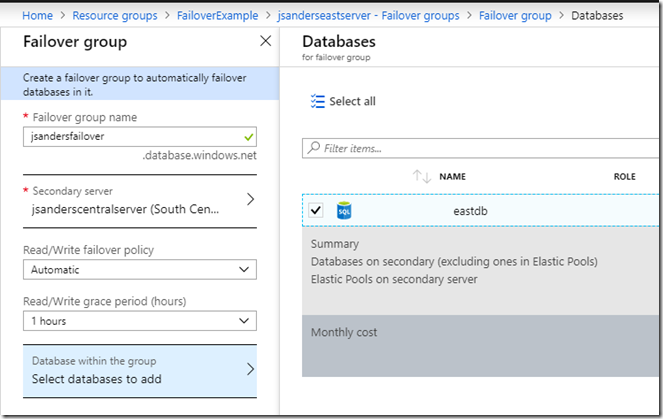 Home > Resource groups > FailoverExample > jsanderseastserver - Failover groups > Failover group > Databases
Failover group
Create a failover group to automatically failover
databases in it.
* Failover group name
jsandersfailover
.database.windows.net
* Secondary server
jsanderscentralserver (South Cen...
Read/Write failover policy
Automatic
Read/Write grace period (hours)
1 hours
Database within the group
Select databases to add
Databases
for failover group
Select all
Filter items...
NAME ROLE
SQL eastdb
Summary
Databases on secondary (excluding ones in Elastic Pools)
Elastic Pools on secondary server
Monthly cost